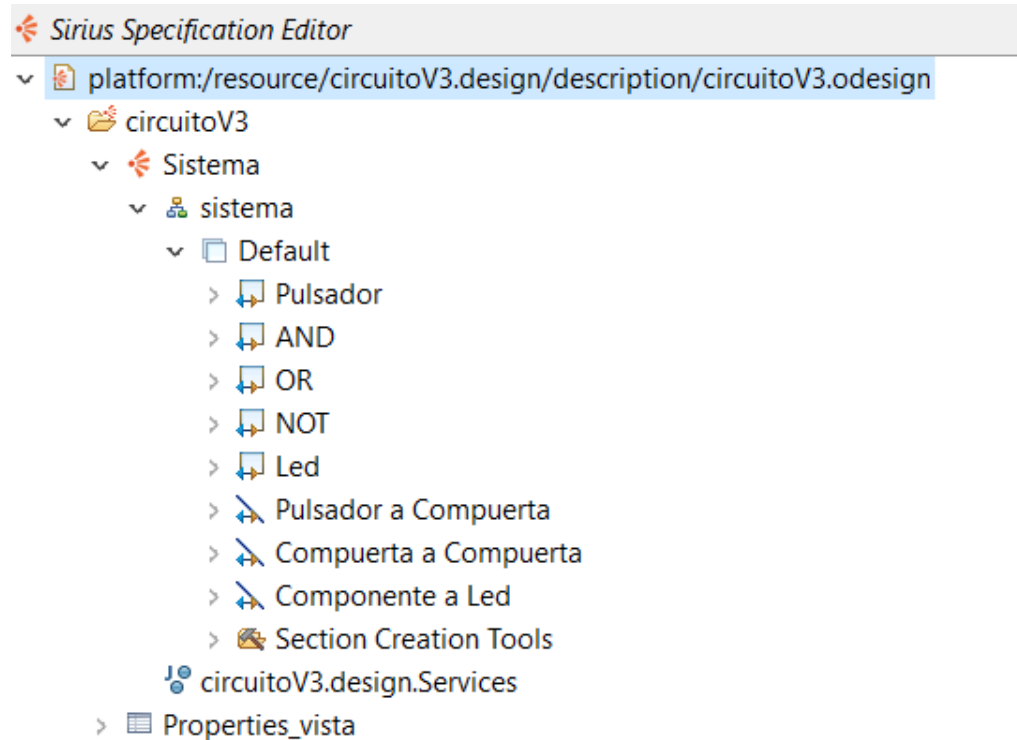 Sirius Specification Editor
platform:/resource/circuitoV3.design/description/circuitoV3.odesign
circuitoV3
Sistema
sistema
Default
Pulsador
AND
OR
NOT
Led
Pulsador a Compuerta
Compuerta a Compuerta
Componente a Led
Section Creation Tools
circuitoV3.design.Services
Properties_vista